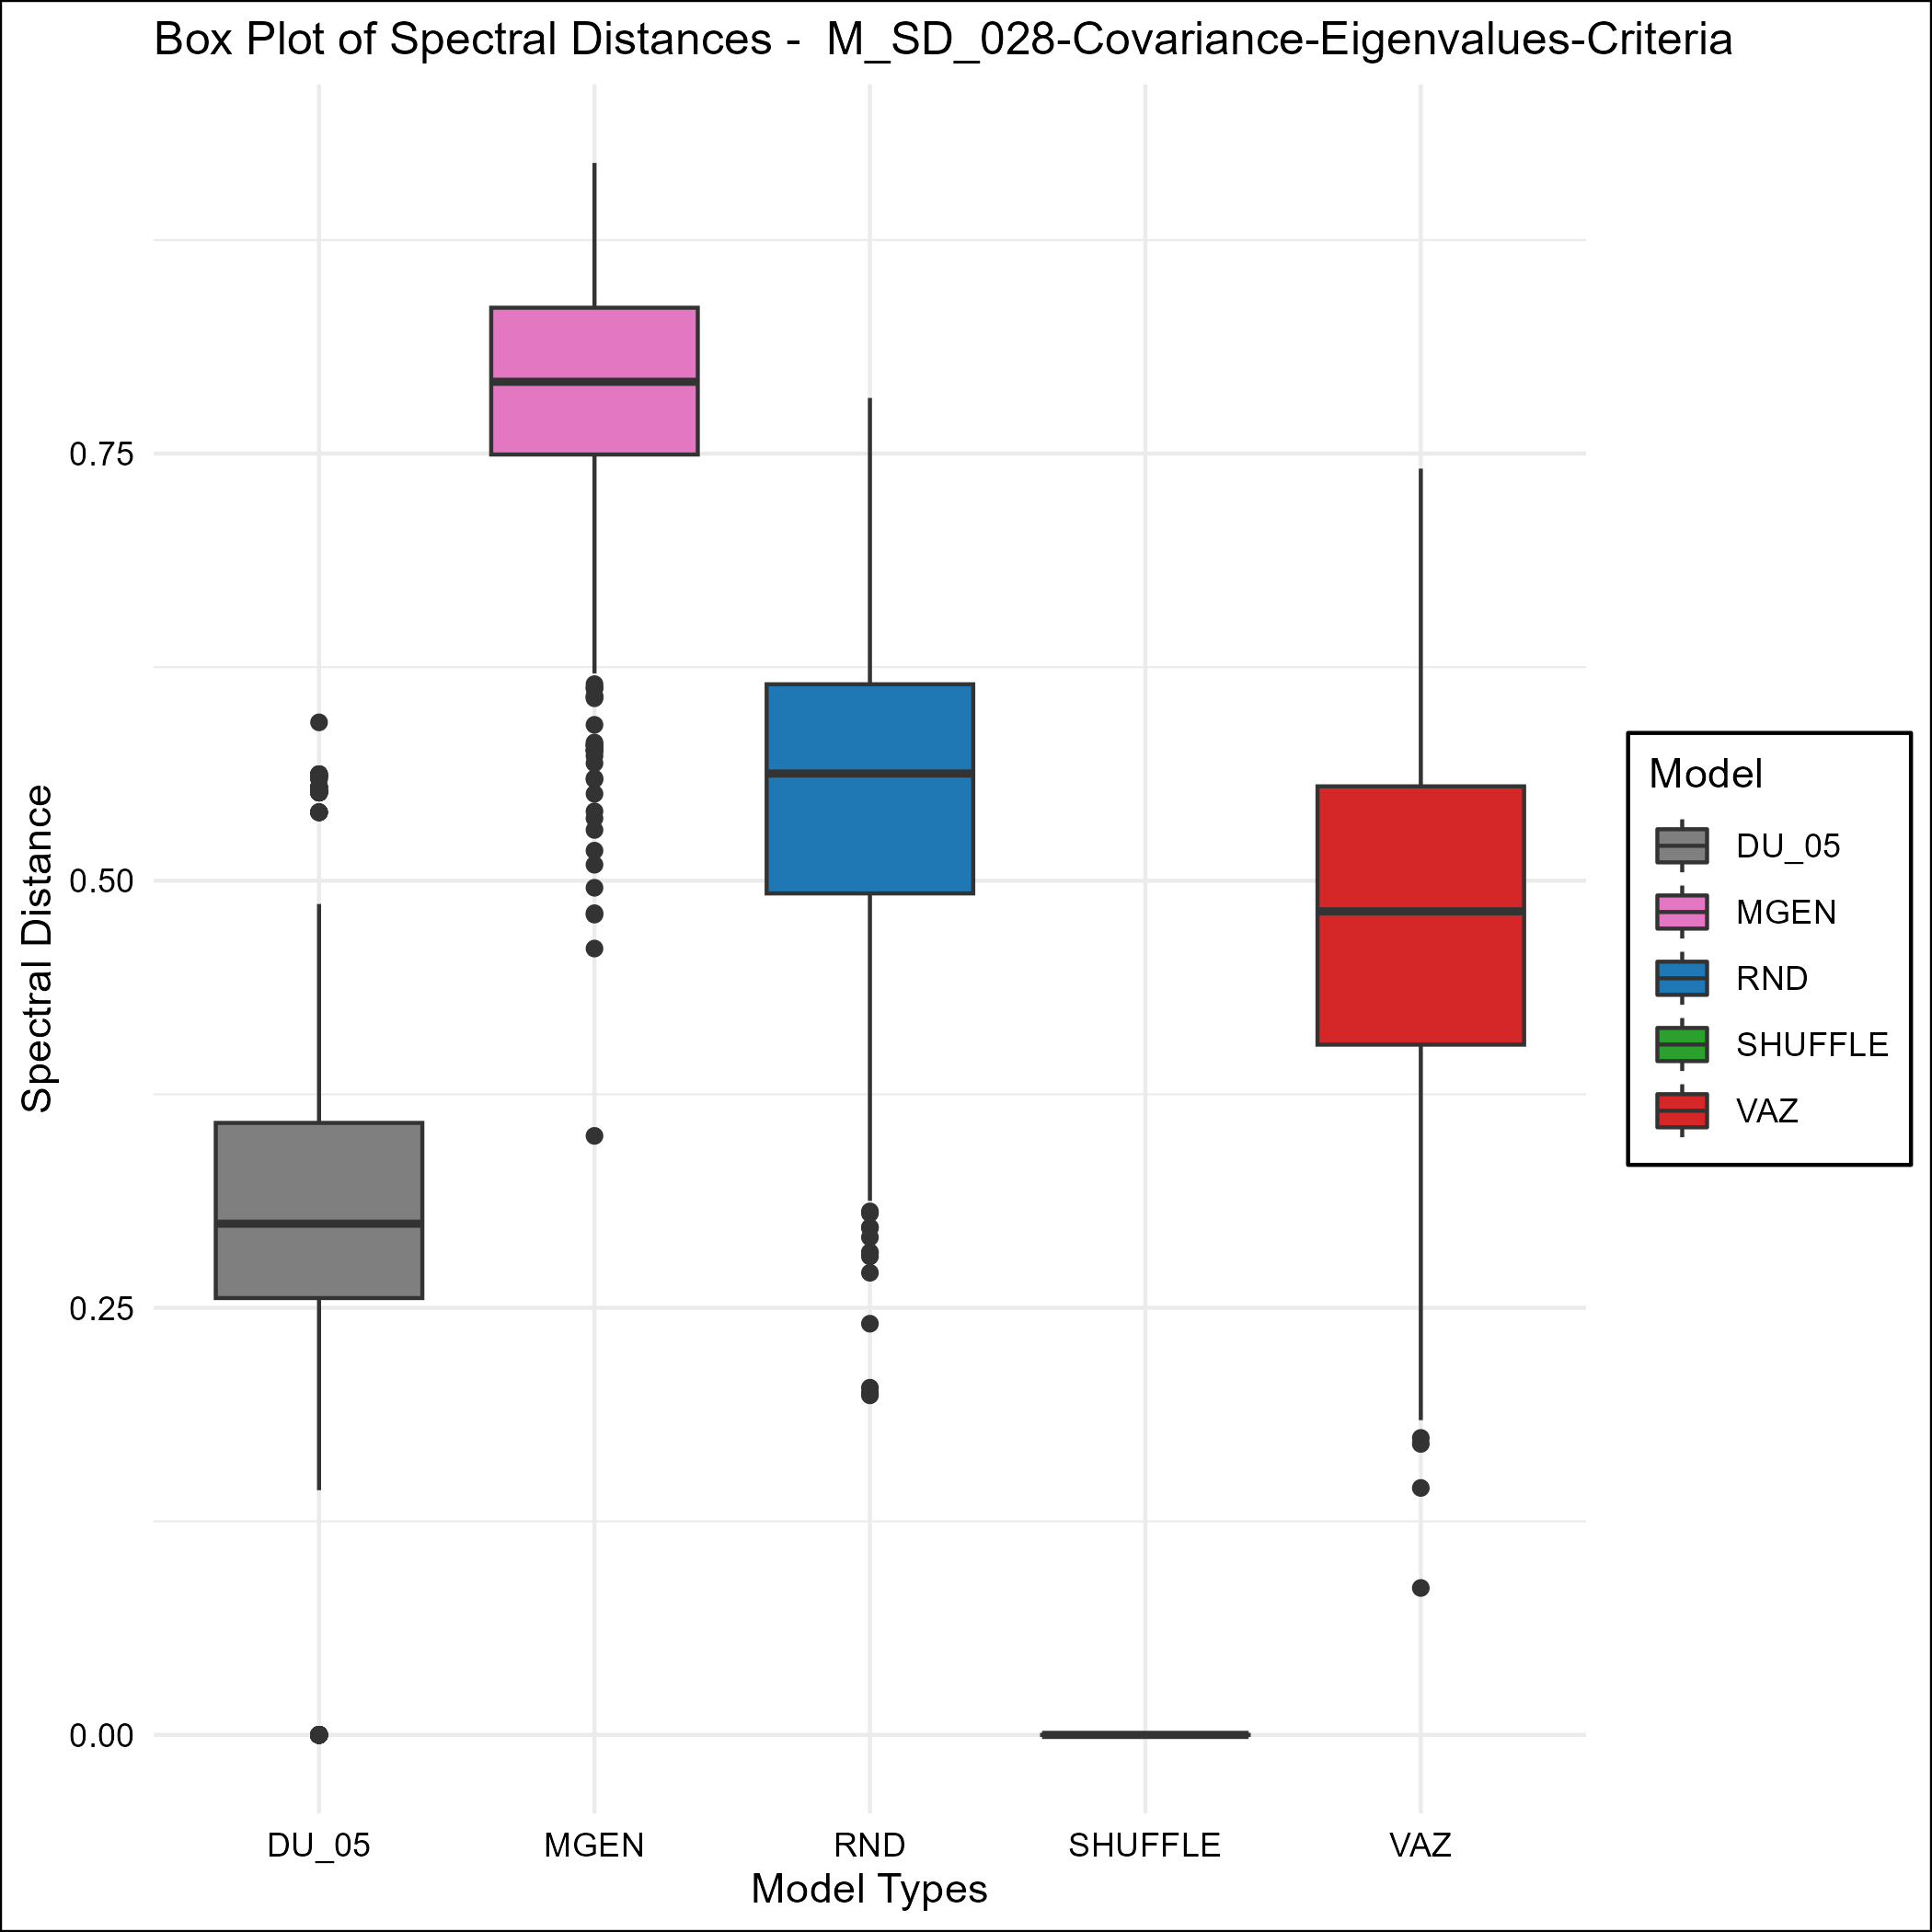 Box Plot of Spectral Distances -  M_SD_028-Covariance-Eigenvalues-Criteria
Spectral Distance
0.75
0.50
0.25
0.00
DU_05
MGEN
RND
SHUFFLE
VAZ
Model Types
Model
DU_05
MGEN
RND
SHUFFLE
VAZ